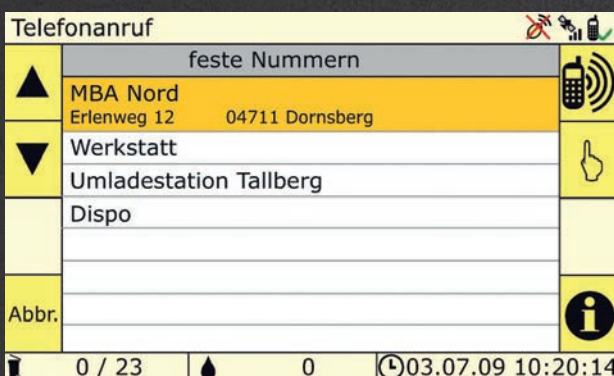 Telefonanruf
feste Nummern
MBA Nord
Erlenweg 12 04711 Dornsberg
Werkstatt
Umladestation Tallberg
Dispo
Abbr.
0 / 23 0 03.07.09 10:20:14